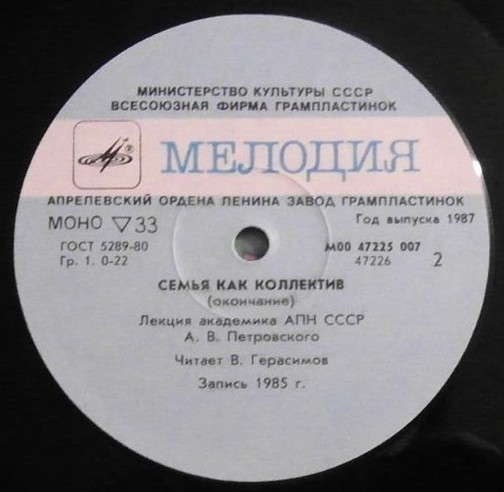 МИНИСТЕРСТВО КУЛЬТУРЫ СССР
ВСЕСОЮЗНАЯ ФИРМА ГРАМПЛАСТИНОК
МЕЛОДИЯ
АПРЕЛЕВСКИЙ ОРДЕНА ЛЕНИНА ЗАВОД ГРАМПЛАСТИНОК
МОНО ▽33 Год выпуска 1987
ГОСТ 5289-80 М00 47225 007
Гр. 1. 0-22 47226 2
СЕМЬЯ КАК КОЛЛЕКТИВ
(окончание)
Лекция академика АПН СССР
А. В. Петровского
Читает В. Герасимов
Запись 1985 г.